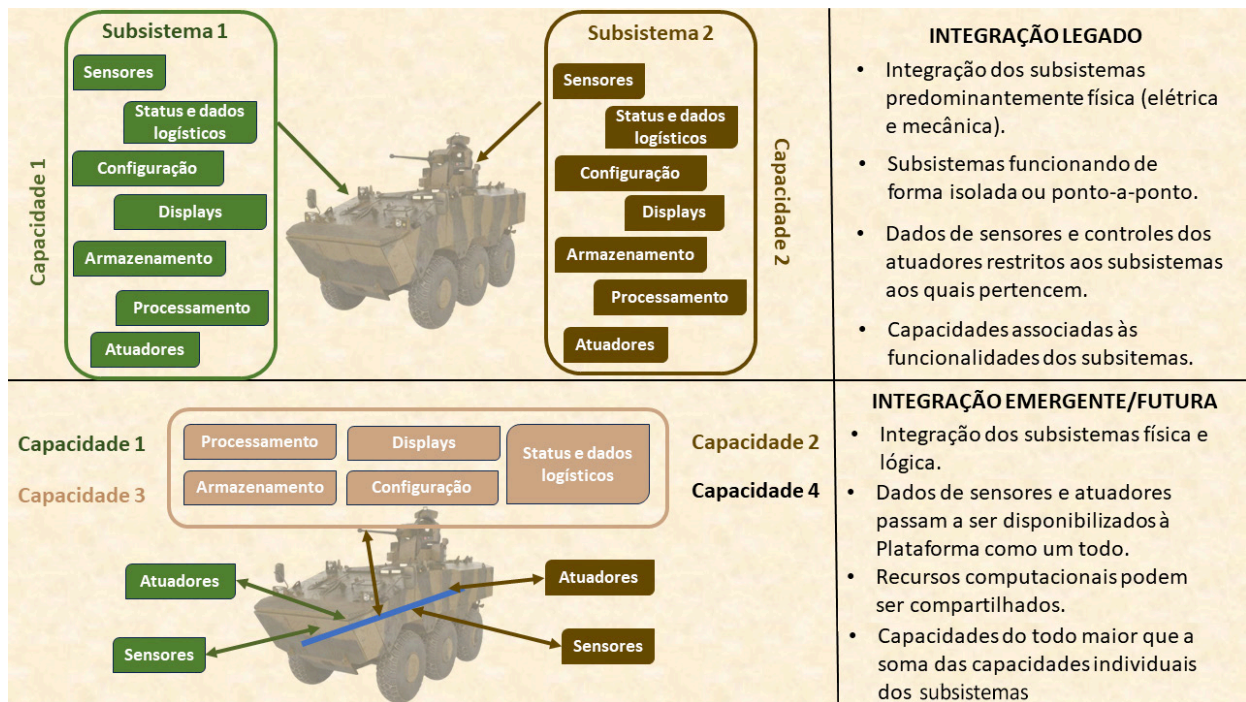 Subsistema 1
Sensores
Status e dados
logísticos
Configuração
Displays
Armazenamento
Processamento
Atuadores
Capacidade 1
Subsistema 2
Sensores
Status e dados
logísticos
Configuração
Displays
Armazenamento
Processamento
Atuadores
Capacidade 2
INTEGRAÇÃO LEGADO
• Integração dos subsistemas
predominantemente física (elétrica
e mecânica).
• Subsistemas funcionando de
forma isolada ou ponto-a-ponto.
• Dados de sensores e controles dos
atuadores restritos aos subsistemas
aos quais pertencem.
• Capacidades associadas às
funcionalidades dos subsitemas.
Capacidade 1
Capacidade 3
Processamento
Displays
Status e dados
logísticos
Armazenamento
Configuração
Capacidade 2
Capacidade 4
Atuadores
Sensores
Atuadores
Sensores
INTEGRAÇÃO EMERGENTE/FUTURA
• Integração dos subsistemas física e
lógica.
• Dados de sensores e atuadores
passam a ser disponibilizados à
Plataforma como um todo.
• Recursos computacionais podem
ser compartilhados.
• Capacidades do todo maior que a
soma das capacidades individuais
dos subsistemas